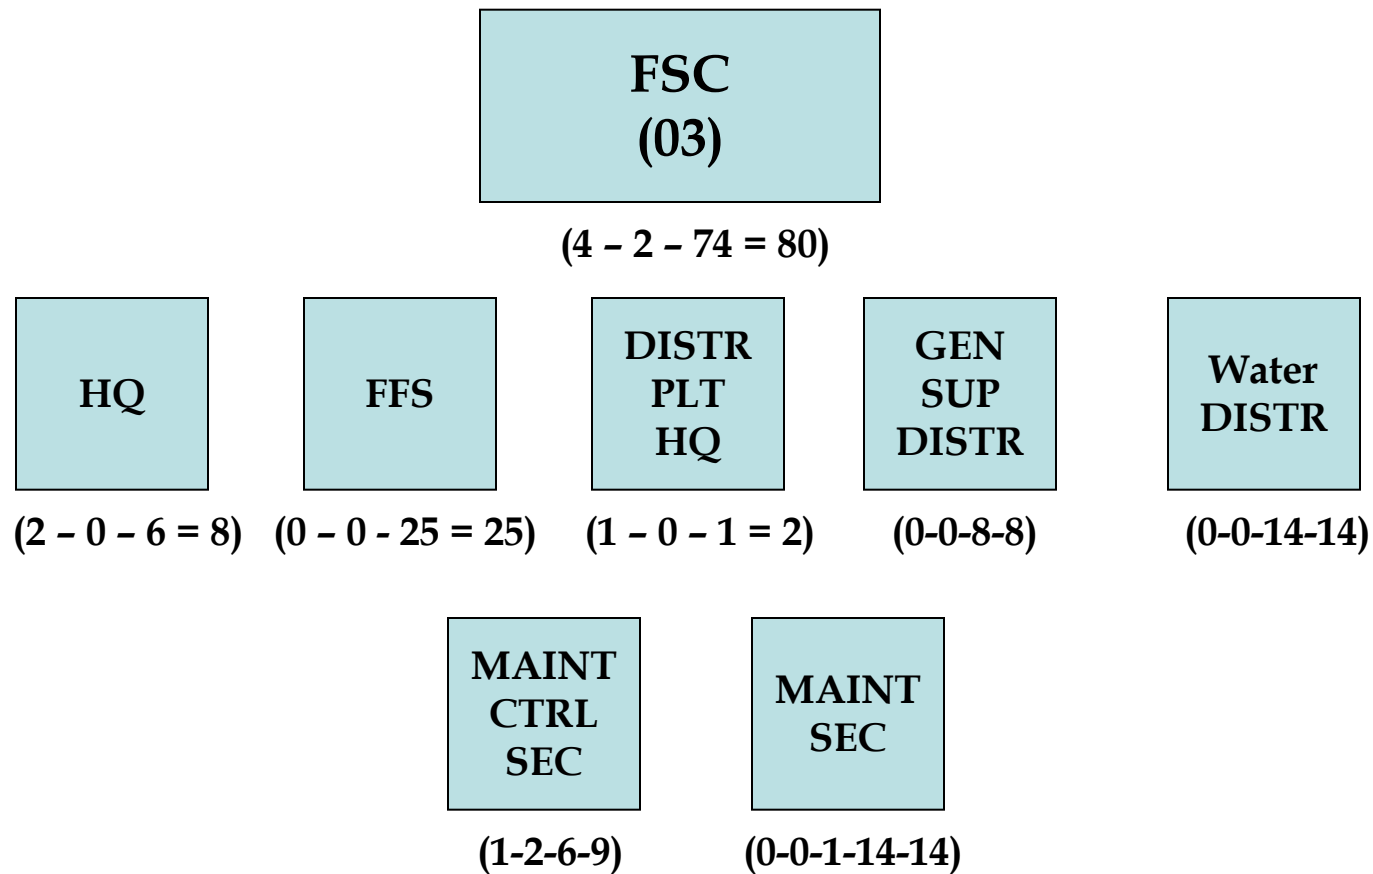 FSC
(03)
(4 – 2 – 74 = 80)
HQ
FFS
DISTR
PLT
HQ
GEN
SUP
DISTR
Water
DISTR
(2 – 0 – 6 = 8)
(0 – 0 - 25 = 25)
(1 – 0 – 1 = 2)
(0-0-8-8)
(0-0-14-14)
MAINT
CTRL
SEC
MAINT
SEC
(1-2-6-9)
(0-0-1-14-14)